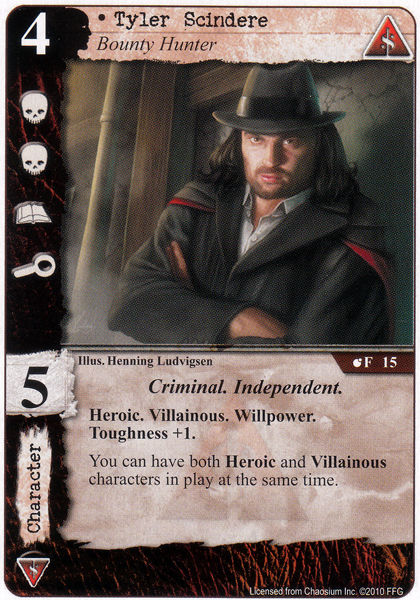 4
• Tyler Scindere
Bounty Hunter
Illus. Henning Ludvigsen
F 15
5
Criminal. Independent.
Heroic. Villainous. Willpower.
Toughness +1.
You can have both Heroic and Villainous
characters in play at the same time.
Character
Licensed from Chaosium Inc. ©2010 FFG